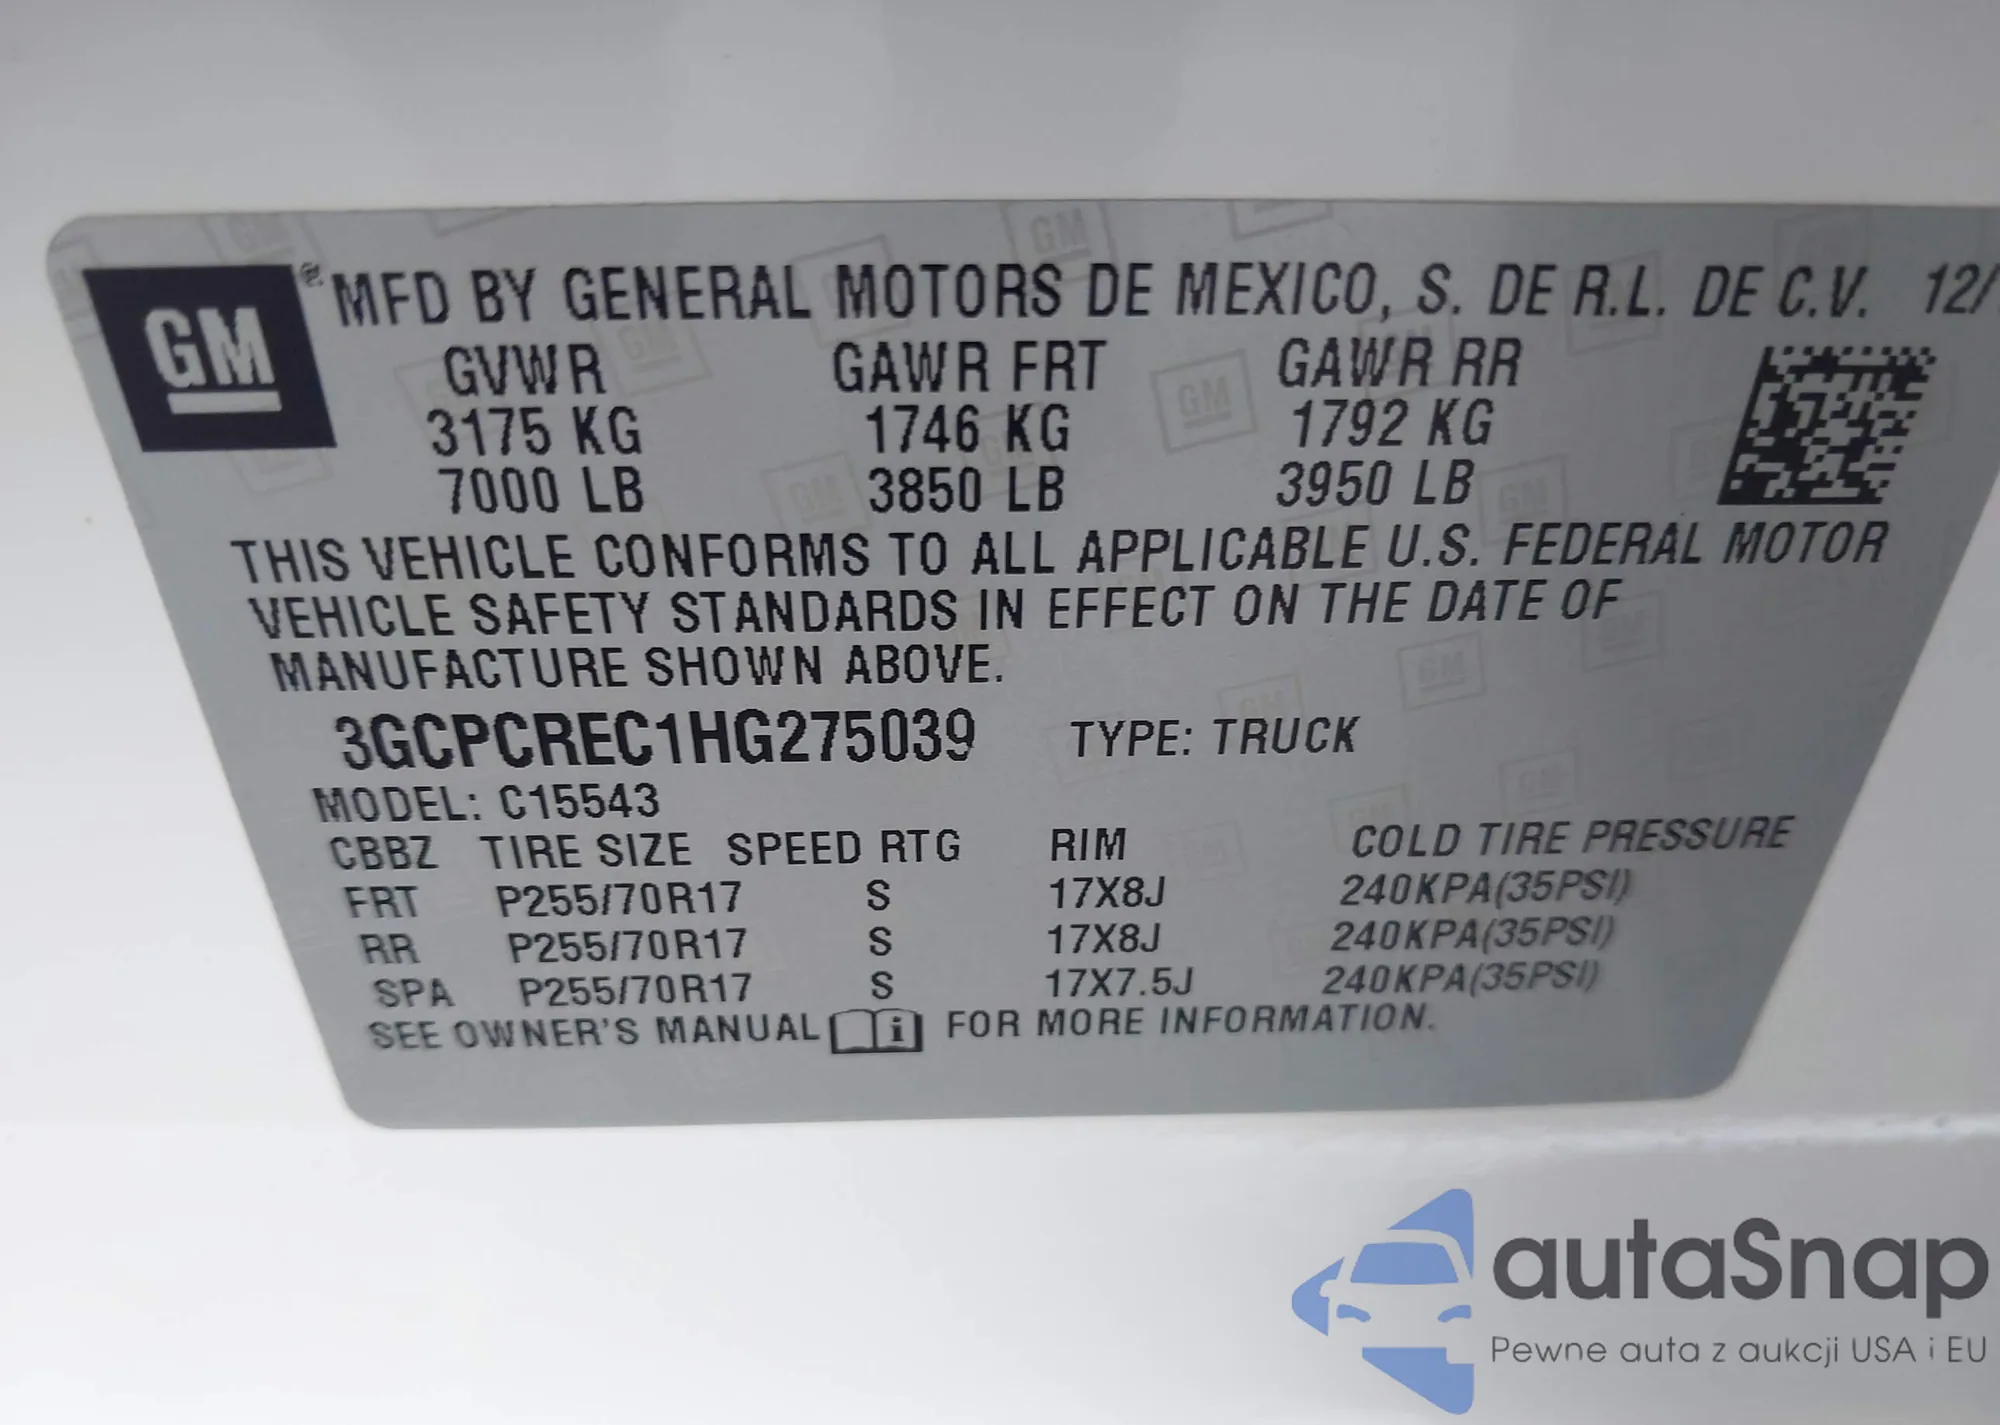 GM
® MFD BY GENERAL MOTORS DE MEXICO, S. DE R.L. DE C.V. 12/
GVWR GAWR FRT GAWR RR
3175 KG 1746 KG 1792 KG
7000 LB 3850 LB 3950 LB
THIS VEHICLE CONFORMS TO ALL APPLICABLE U.S. FEDERAL MOTOR
VEHICLE SAFETY STANDARDS IN EFFECT ON THE DATE OF
MANUFACTURE SHOWN ABOVE.
3GCPCREC1HG275039 TYPE: TRUCK
MODEL: C15543
CBBZ TIRE SIZE SPEED RTG RIM COLD TIRE PRESSURE
FRT P255/70R17 S 17X8J 240KPA(35PSI)
RR P255/70R17 S 17X8J 240KPA(35PSI)
SPA P255/70R17 S 17X7.5J 240KPA(35PSI)
SEE OWNER'S MANUAL i FOR MORE INFORMATION.
autaSnap
Pewne auta z aukcji USA i EU